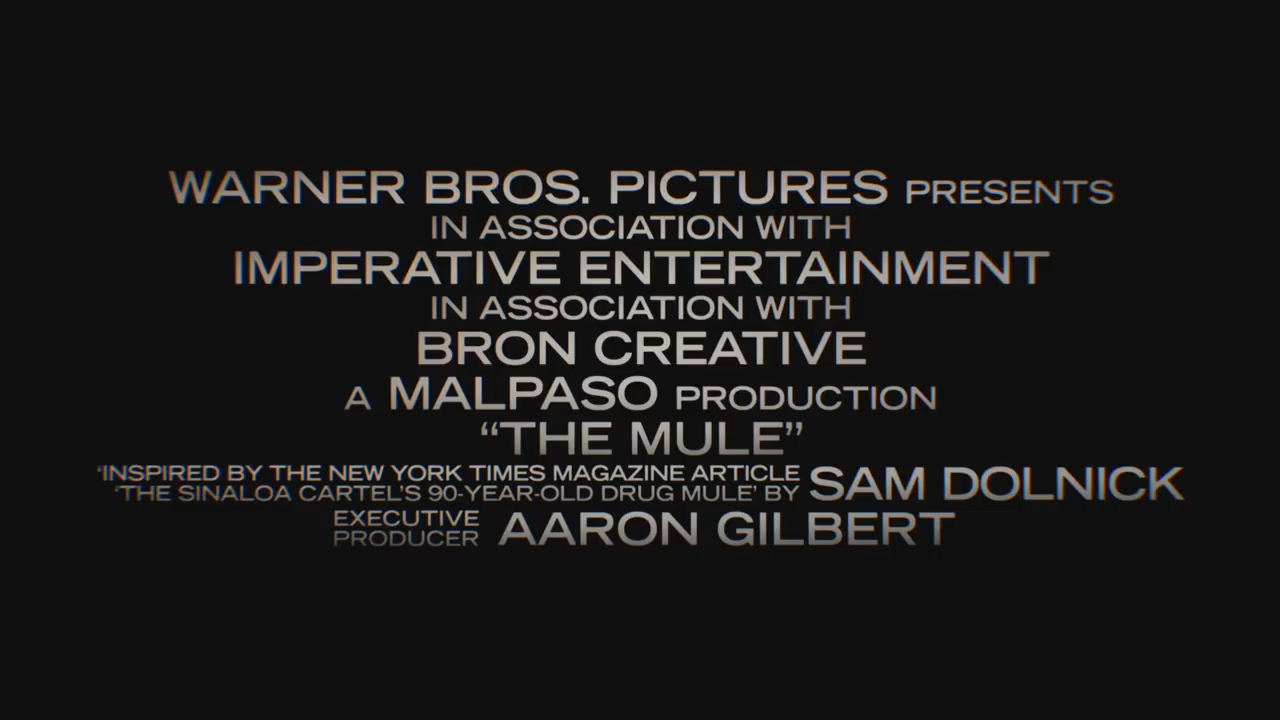 WARNER BROS. PICTURES PRESENTS
IN ASSOCIATION WITH
IMPERATIVE ENTERTAINMENT
IN ASSOCIATION WITH
BRON CREATIVE
A MALPASO PRODUCTION
“THE MULE”
‘INSPIRED BY THE NEW YORK TIMES MAGAZINE ARTICLE
‘THE SINALOA CARTEL’S 90-YEAR-OLD DRUG MULE’ BY SAM DOLNICK
EXECUTIVE
PRODUCER AARON GILBERT